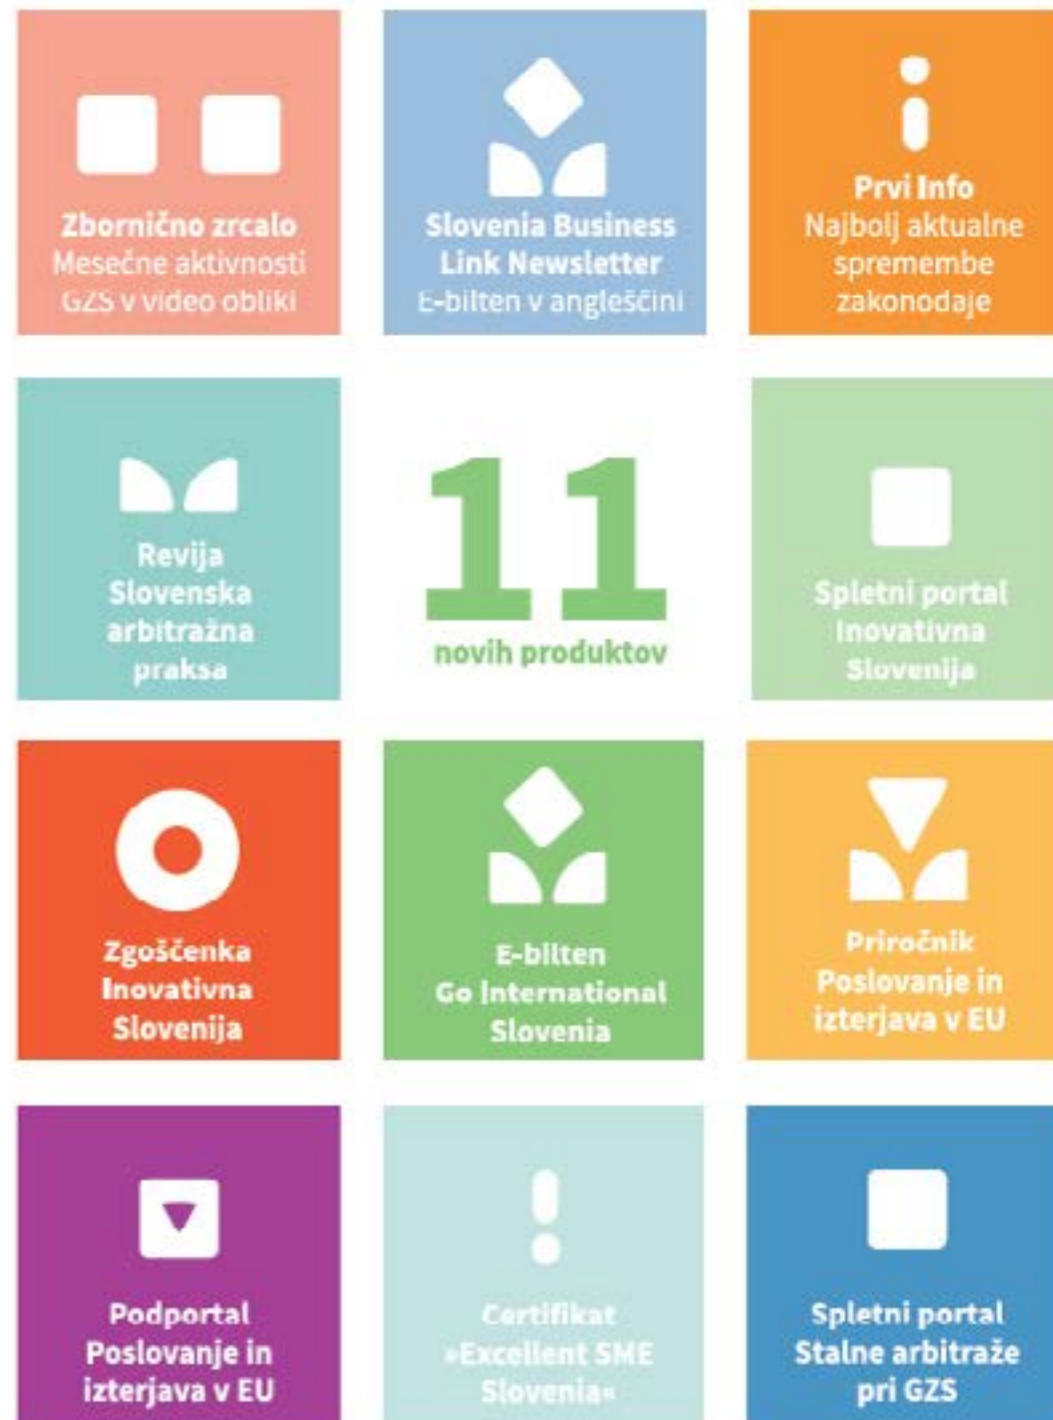 Zbornično zrcalo
Mesečne aktivnosti
GZS v video obliki
Slovenia Business
Link Newsletter
E-bilten v angleščini
Prvi Info
Najbolj aktualne
spremembe
zakonodaje
Revija
Slovenska
arbitražna
praksa
11
novih produktov
Spletni portal
Inovativna
Slovenija
Zgoščenka
Inovativna
Slovenija
E-bilten
Go International
Slovenia
Priročnik
Poslovanje in
izterjava v EU
Podportal
Poslovanje in
izterjava v EU
Certifikat
»Excellent SME
Slovenia«
Spletni portal
Stalne arbitraže
pri GZS